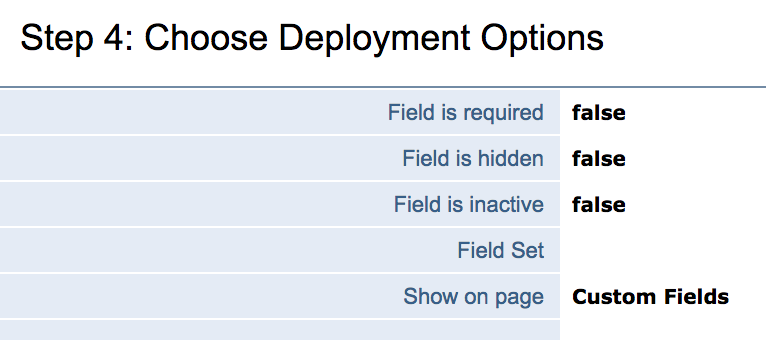 Step 4: Choose Deployment Options
Field is required false
Field is hidden false
Field is inactive false
Field Set
Show on page Custom Fields